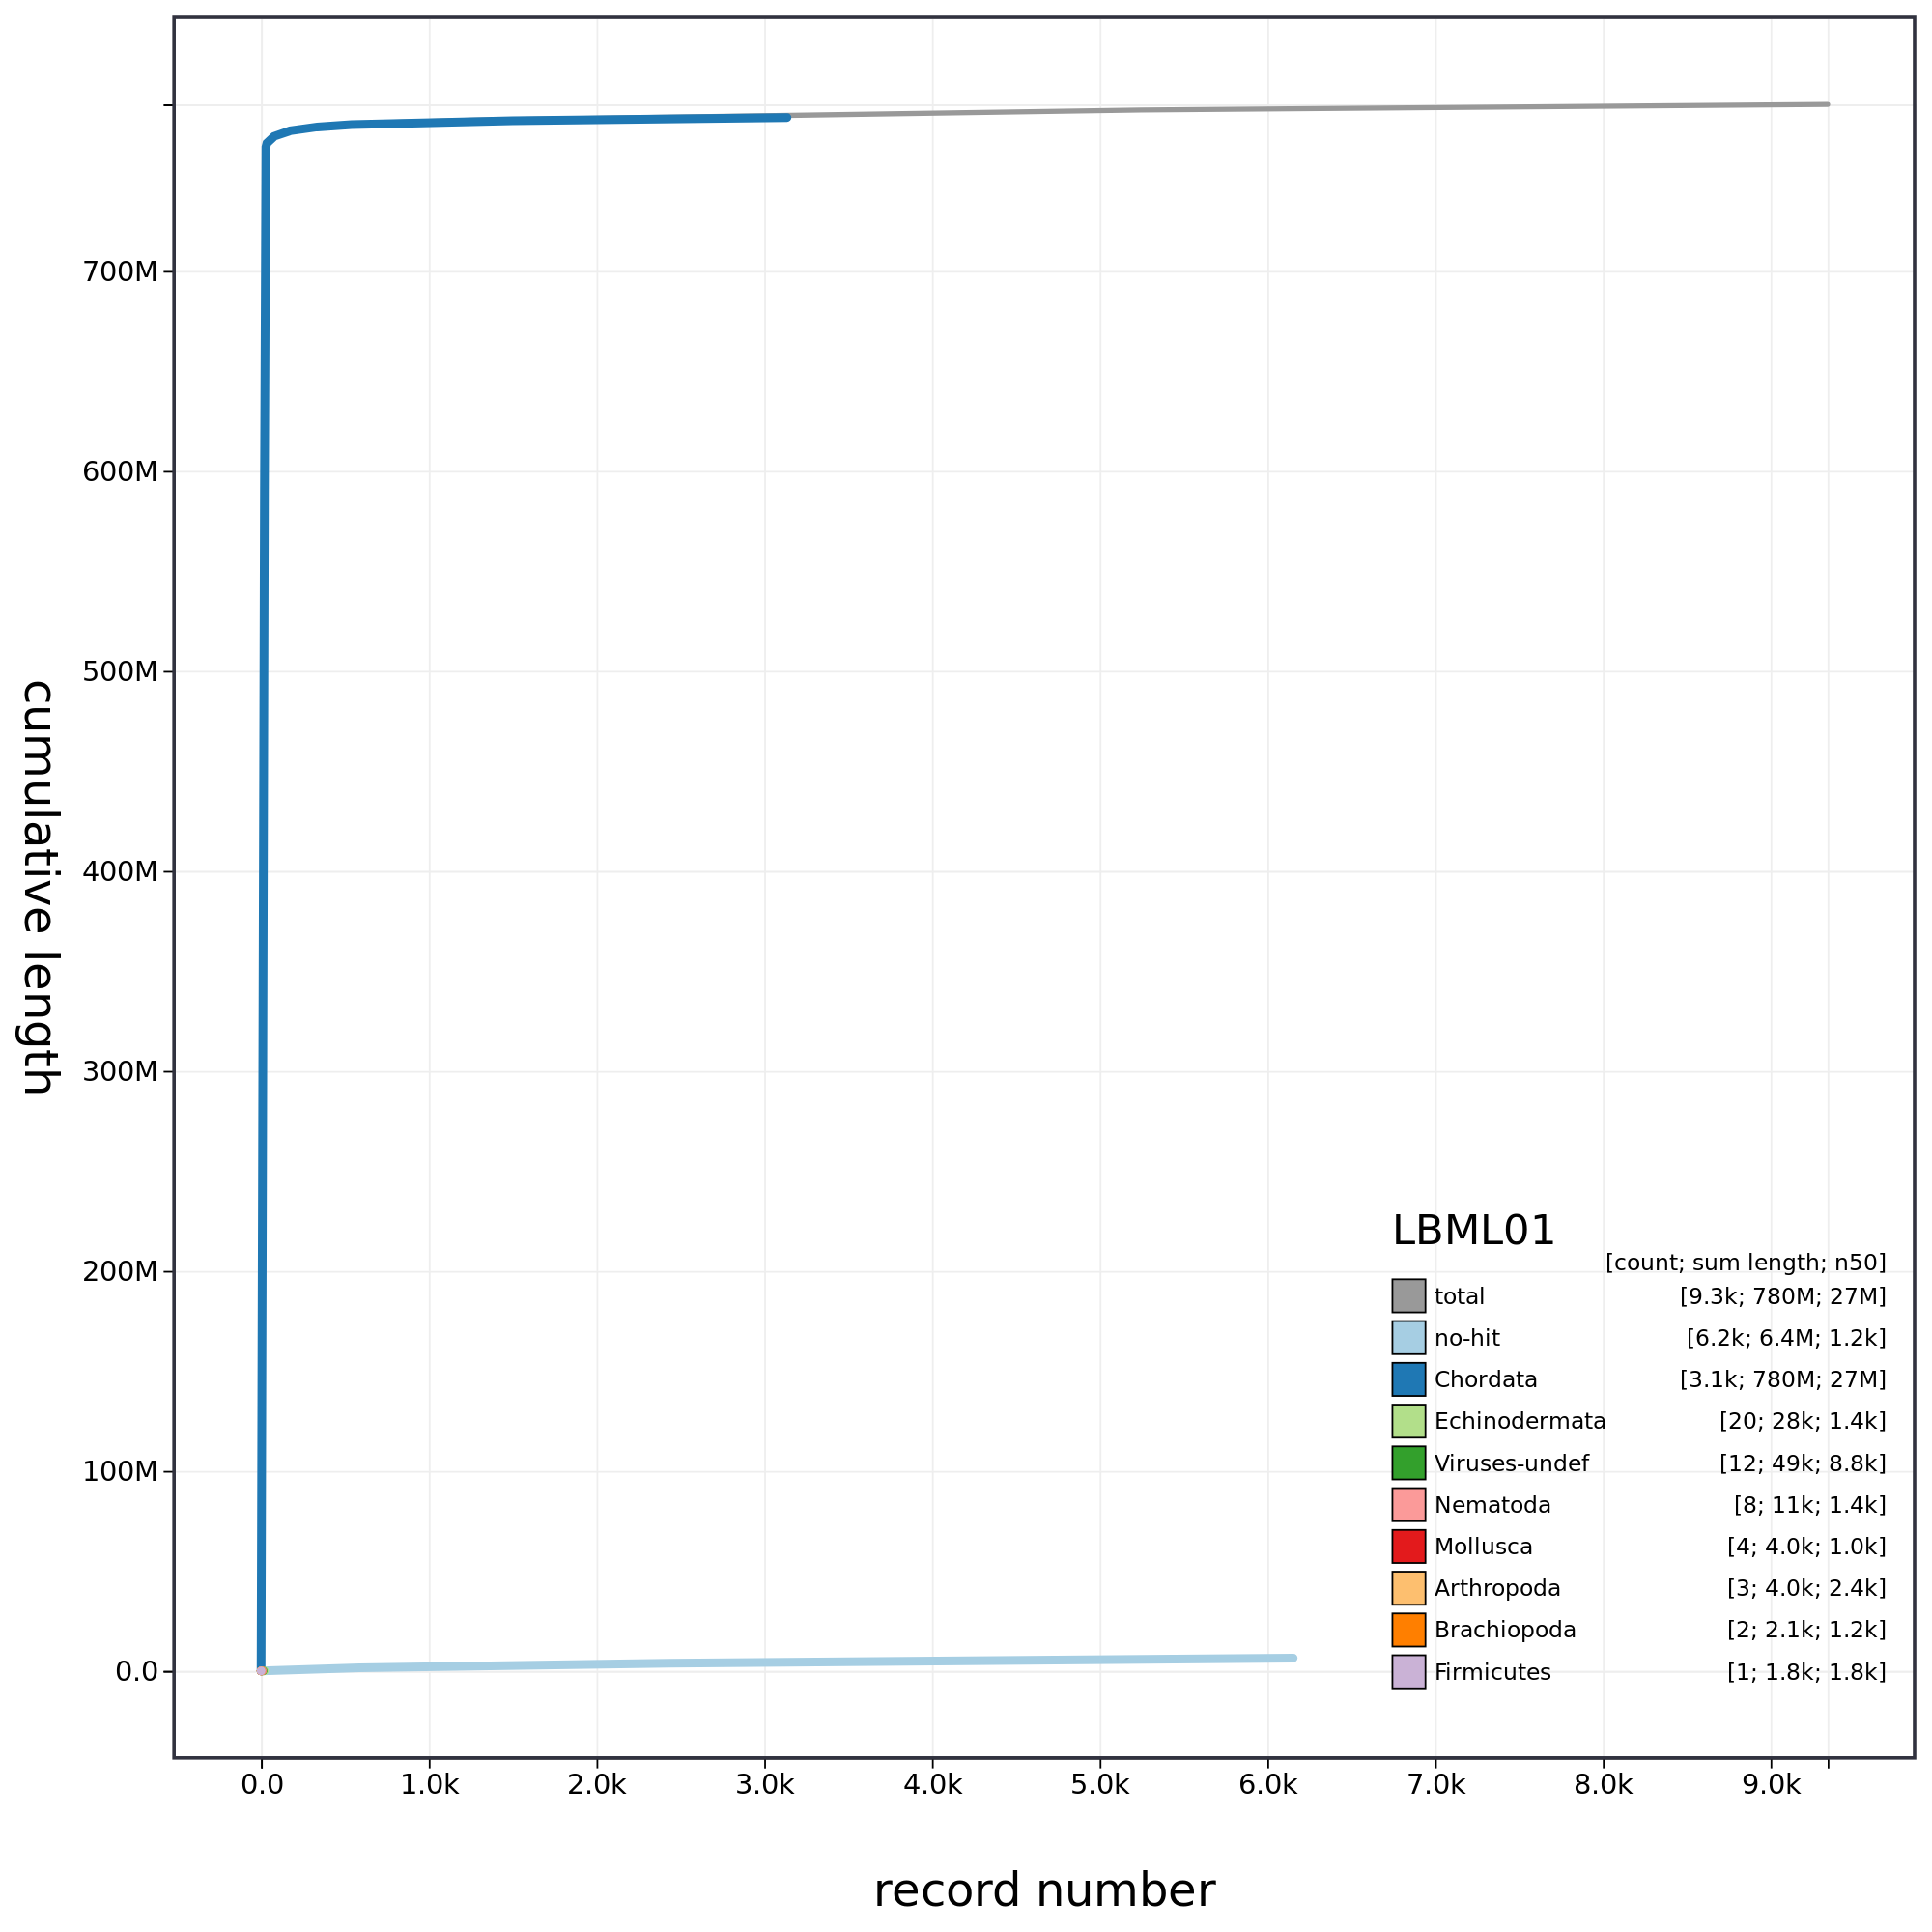 cumulative length
700M
600M
500M
400M
300M
200M
100M
0.0
LBML01
[count; sum length; n50]
total [9.3k; 780M; 27M]
no-hit [6.2k; 6.4M; 1.2k]
Chordata [3.1k; 780M; 27M]
Echinodermata [20; 28k; 1.4k]
Viruses-undef [12; 49k; 8.8k]
Nematoda [8; 11k; 1.4k]
Mollusca [4; 4.0k; 1.0k]
Arthropoda [3; 4.0k; 2.4k]
Brachiopoda [2; 2.1k; 1.2k]
Firmicutes [1; 1.8k; 1.8k]
0.0 1.0k 2.0k 3.0k 4.0k 5.0k 6.0k 7.0k 8.0k 9.0k
record number